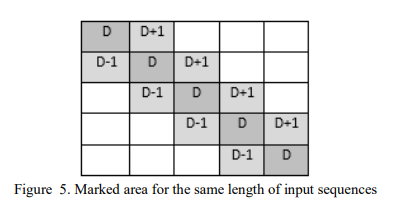 D D+1
D-1 D D+1
D-1 D D+1
D-1 D D+1
D-1 D
Figure 5. Marked area for the same length of input sequences